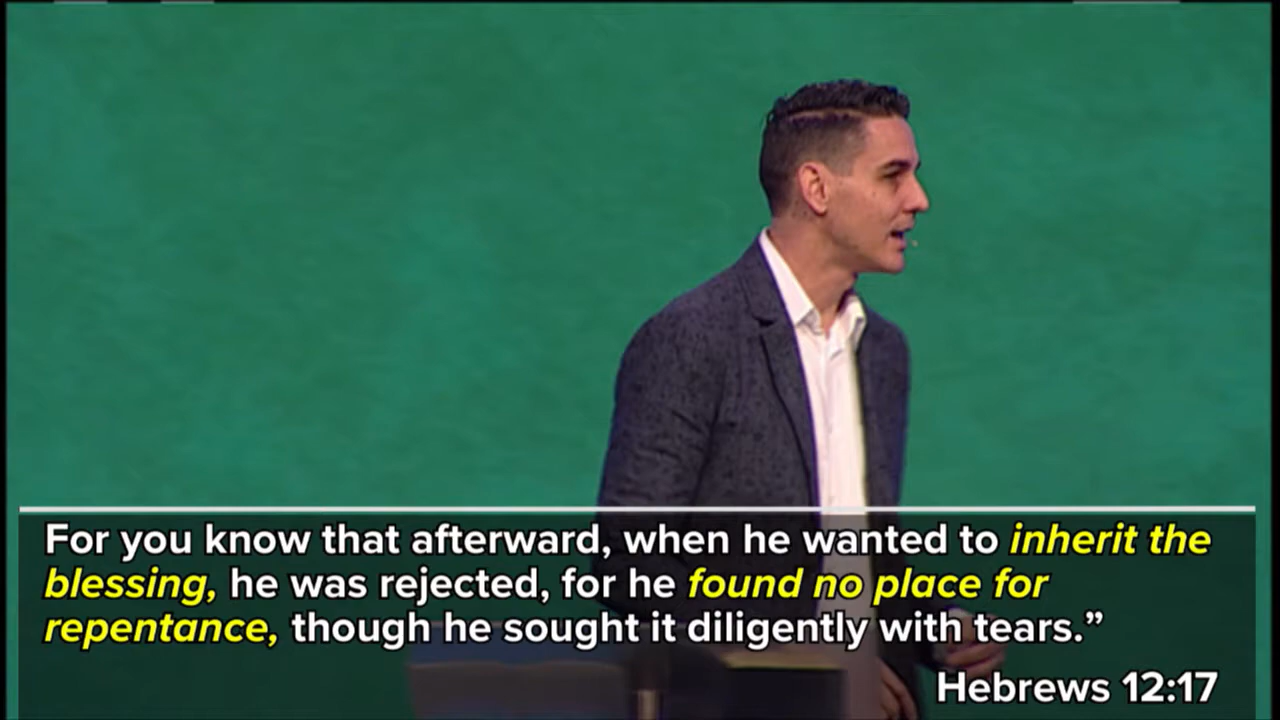 For you know that afterward, when he wanted to inherit the
blessing, he was rejected, for he found no place for
repentance, though he sought it diligently with tears.”
Hebrews 12:17